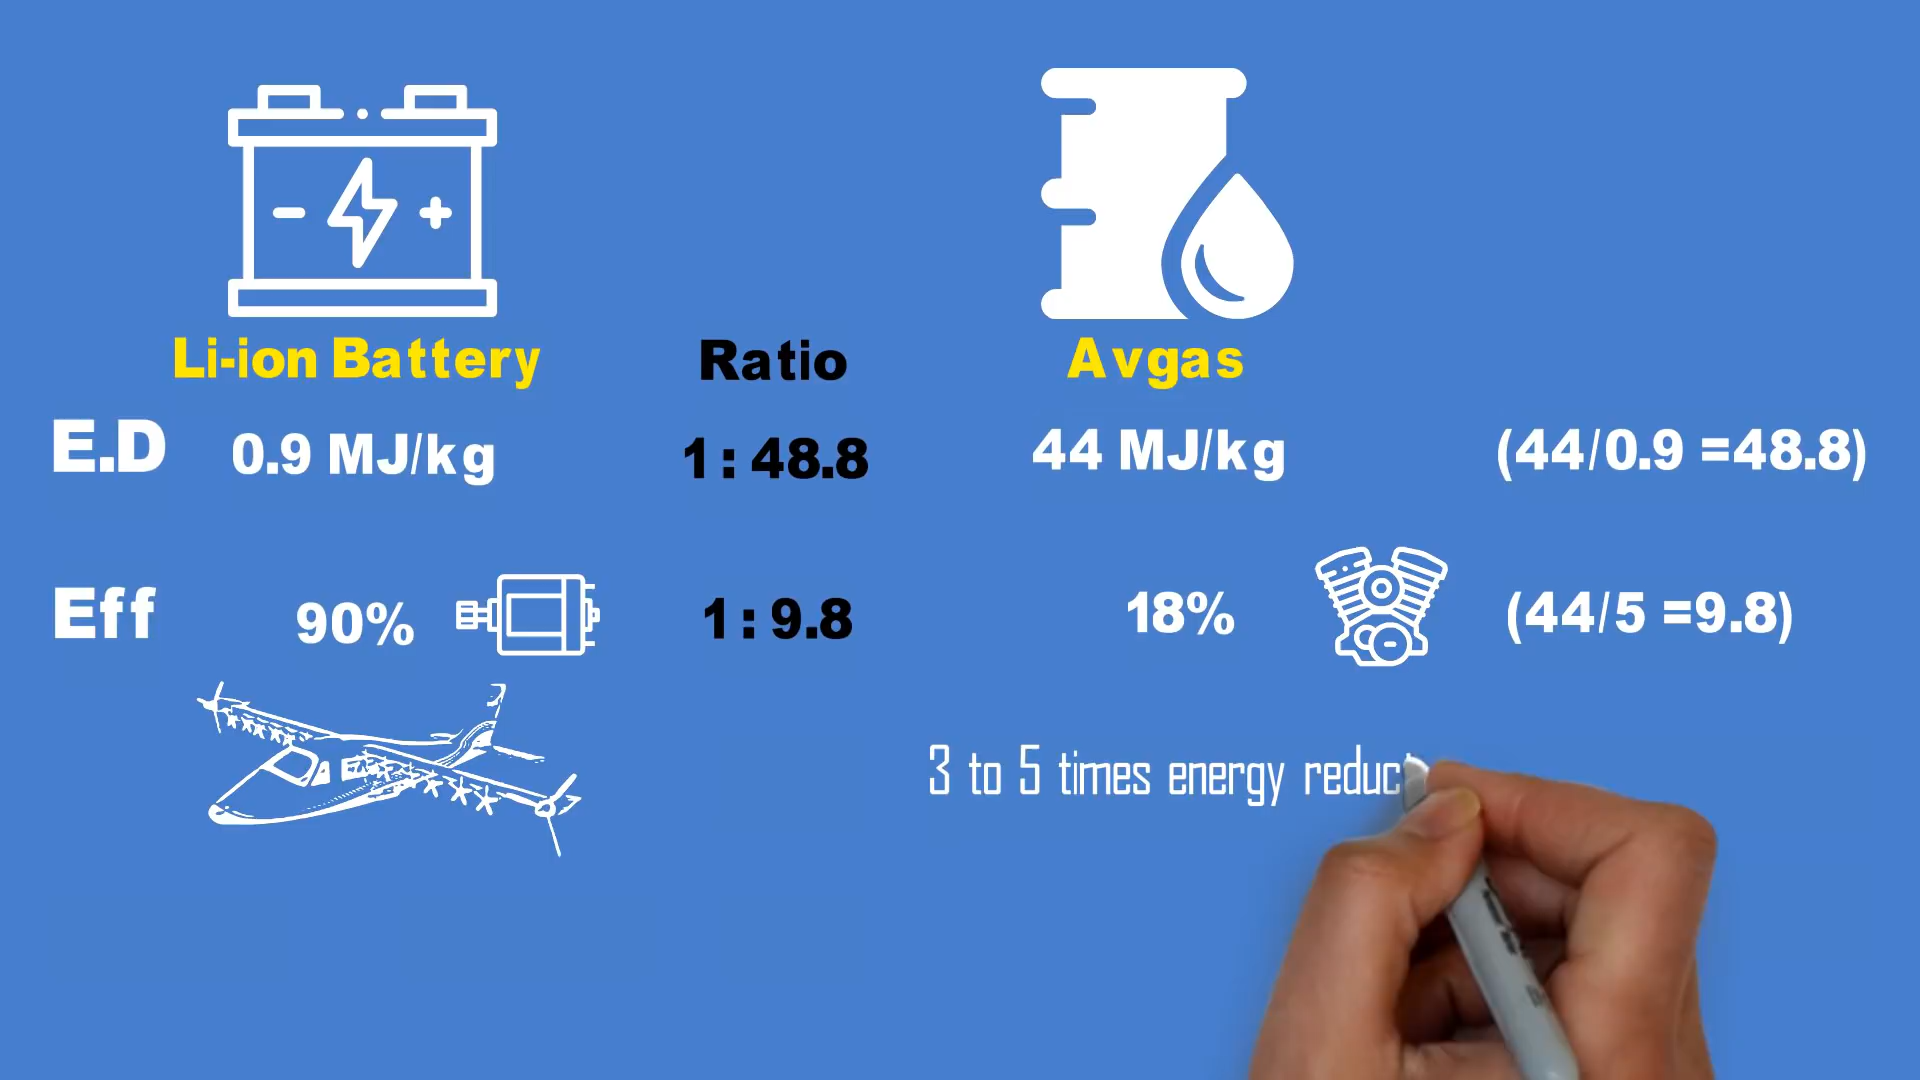 Li-ion Battery Ratio Avgas
E.D 0.9 MJ/kg 1:48.8 44 MJ/kg (44/0.9 =48.8)
Eff 90% 1:9.8 18% (44/5 =9.8)
3 to 5 times energy reduc